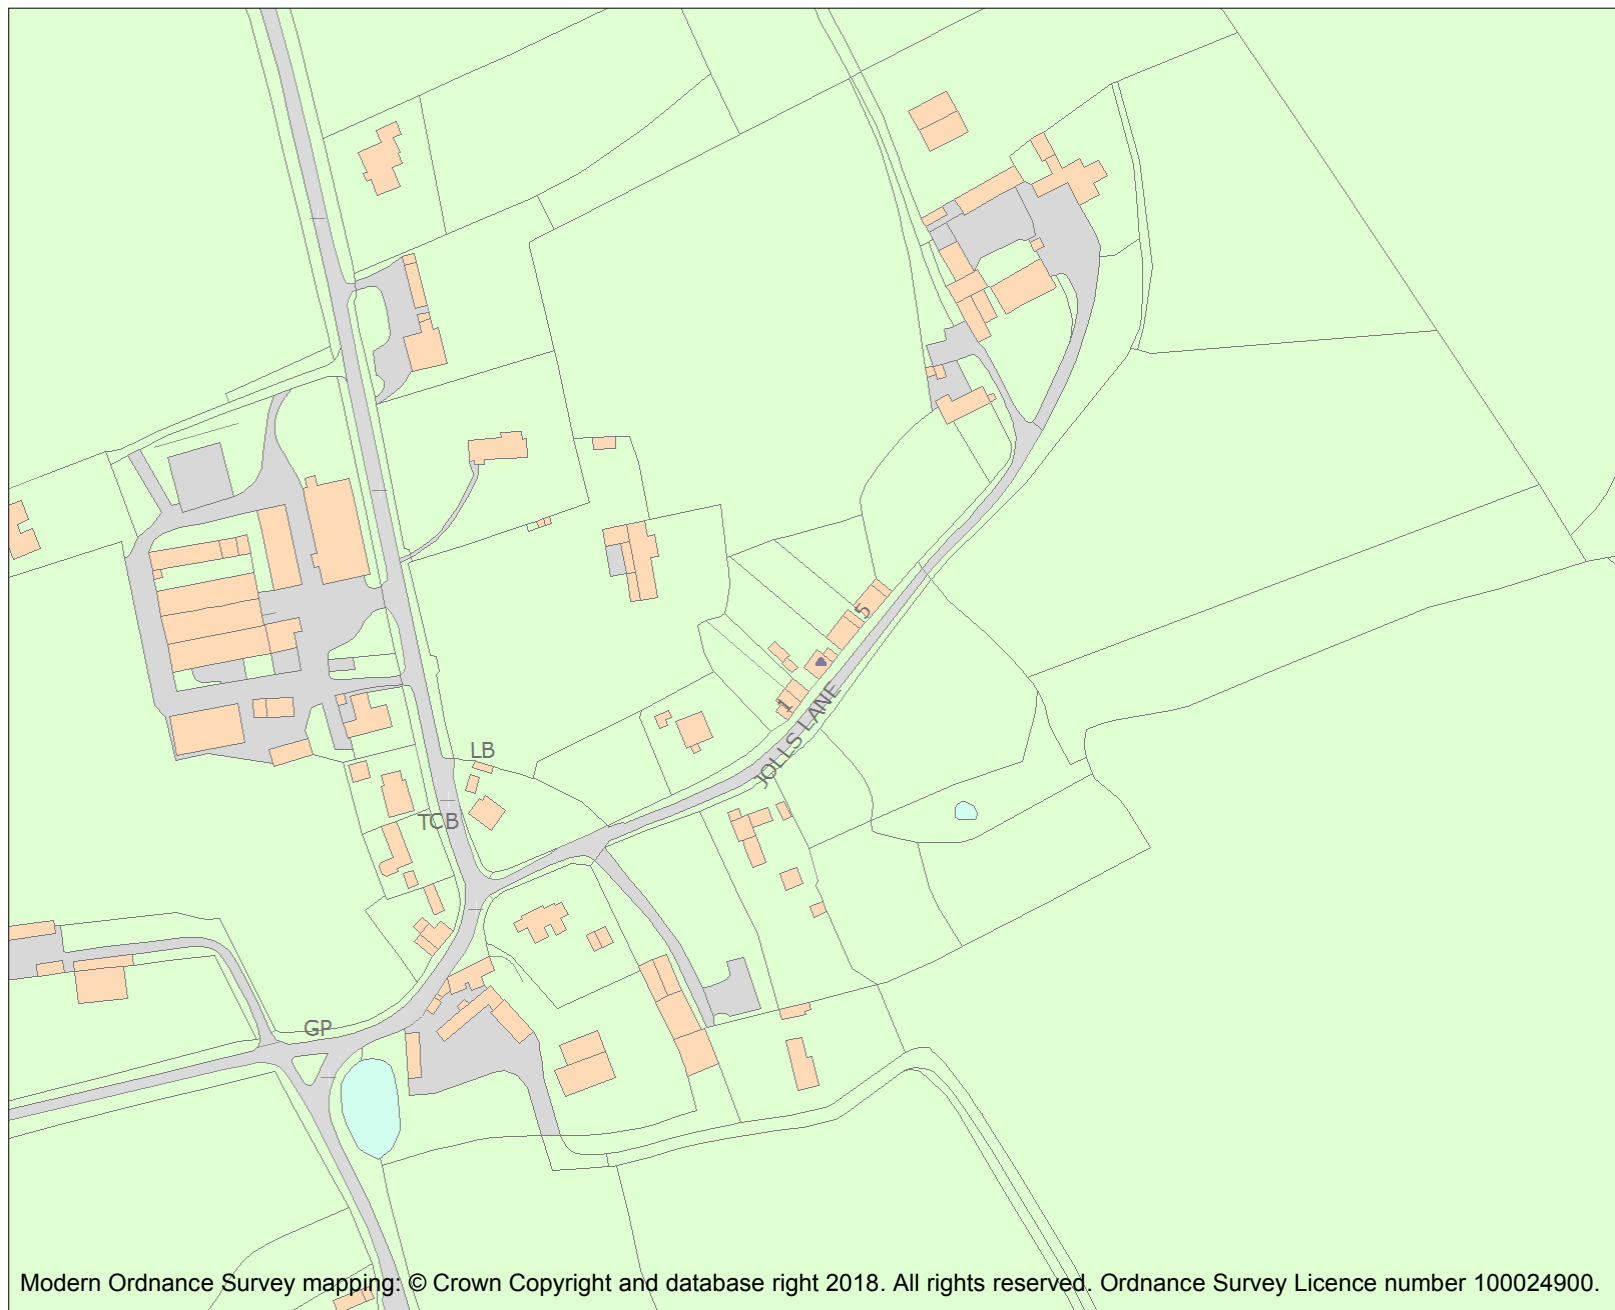 5
1
JOLLS LANE
LB
TCB
GP
Modern Ordnance Survey mapping: © Crown Copyright and database right 2018. All rights reserved. Ordnance Survey Licence number 100024900.